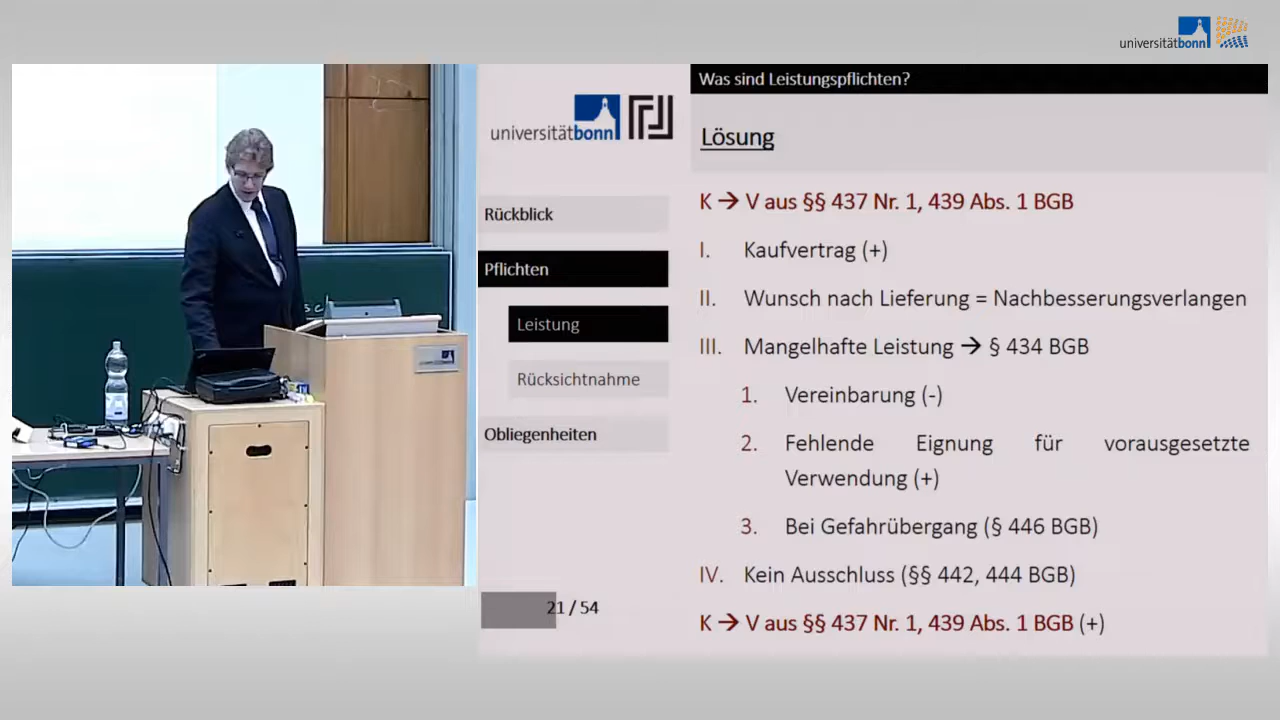 universitätbonn
Was sind Leistungspflichten?
universitätbonn
Lösung
Rückblick
Pflichten
Leistung
Rücksichtnahme
Obliegenheiten
21 / 54
K → V aus §§ 437 Nr. 1, 439 Abs. 1 BGB
I. Kaufvertrag (+)
II. Wunsch nach Lieferung = Nachbesserungsverlangen
III. Mangelhafte Leistung → § 434 BGB
1. Vereinbarung (-)
2. Fehlende Eignung für vorausgesetzte
Verwendung (+)
3. Bei Gefahrübergang (§ 446 BGB)
IV. Kein Ausschluss (§§ 442, 444 BGB)
K → V aus §§ 437 Nr. 1, 439 Abs. 1 BGB (+)